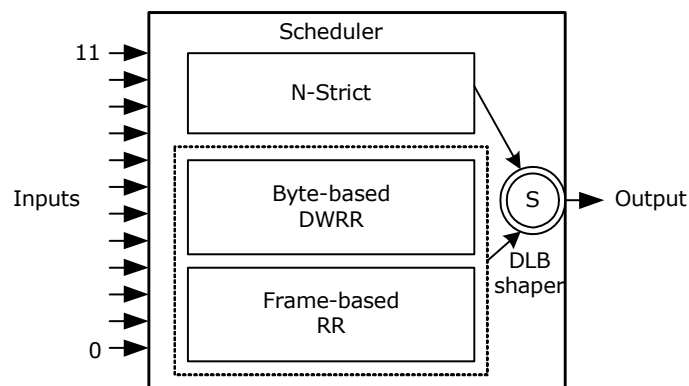 Scheduler
11
N-Strict
Inputs
Byte-based
DWRR
S
Output
DLB
shaper
Frame-based
RR
0